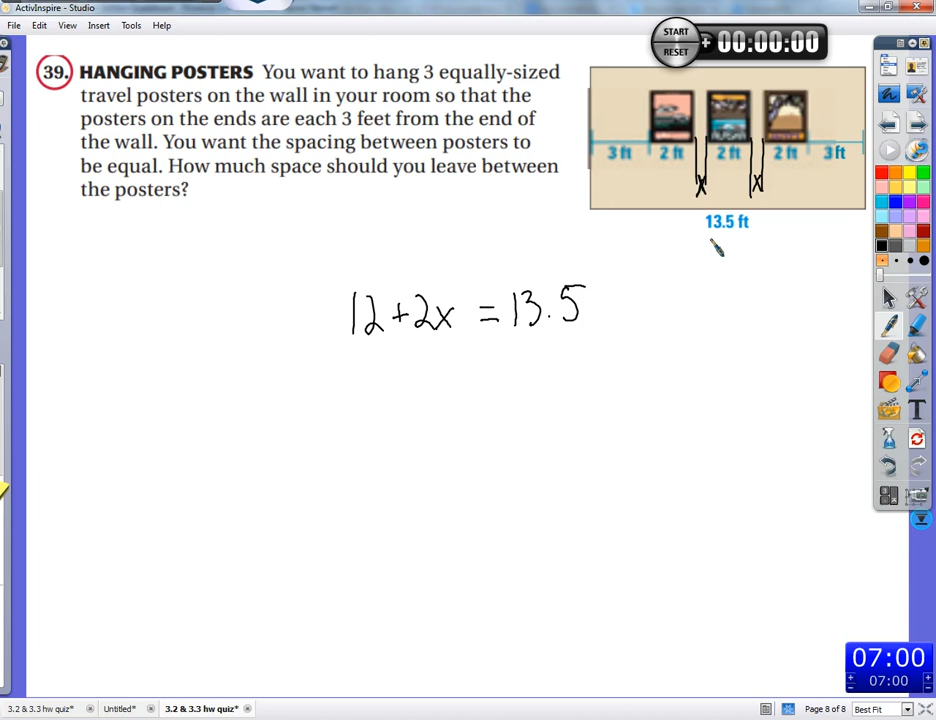 ActivInspire - Studio
File Edit View Insert Tools Help
START
RESET
00:00:00
39. HANGING POSTERS You want to hang 3 equally-sized
travel posters on the wall in your room so that the
posters on the ends are each 3 feet from the end of
the wall. You want the spacing between posters to
be equal. How much space should you leave between
the posters?
3 ft 2 ft 2 ft 2 ft 3 ft
x x
13.5 ft
12+2x = 13.5
07:00
07:00
3.2 & 3.3 hw quiz* Untitled* 3.2 & 3.3 hw quiz* Page 8 of 8 Best Fit